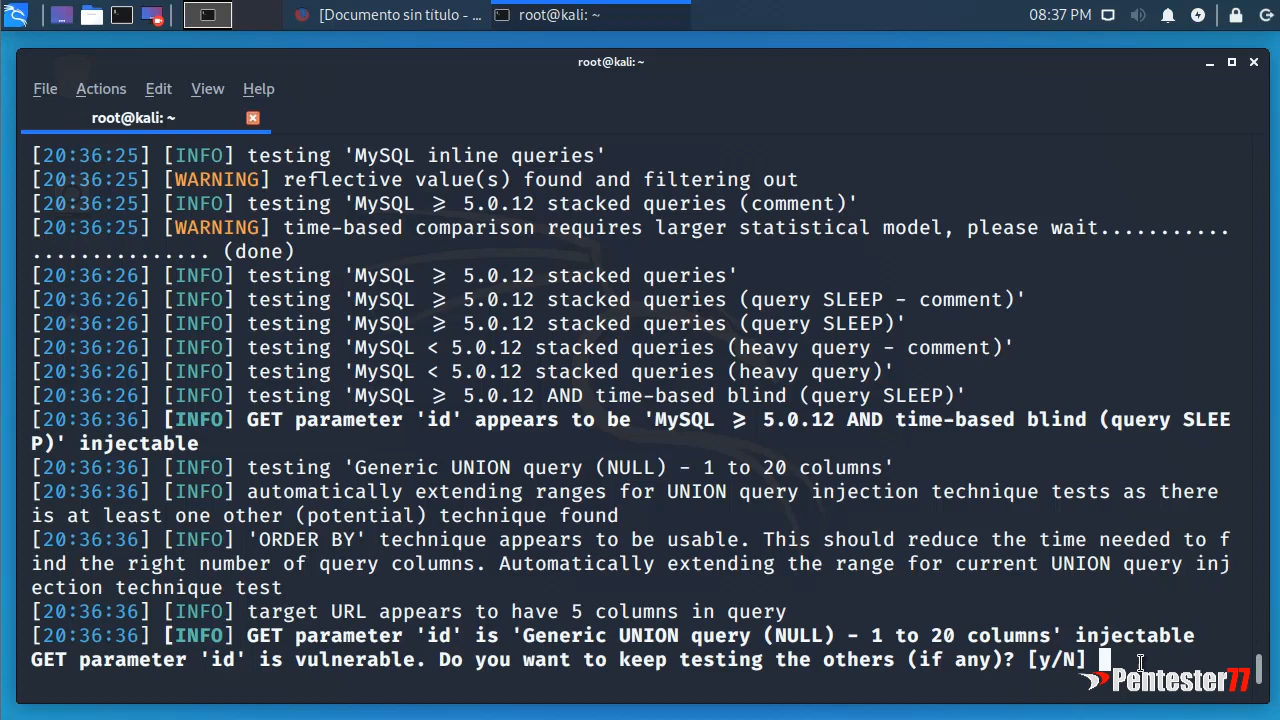 [Documento sin título - ...
root@kali: ~
08:37 PM
root@kali: ~
File Actions Edit View Help
root@kali: ~
[20:36:25] [INFO] testing 'MySQL inline queries'
[20:36:25] [WARNING] reflective value(s) found and filtering out
[20:36:25] [INFO] testing 'MySQL ≥ 5.0.12 stacked queries (comment)'
[20:36:25] [WARNING] time-based comparison requires larger statistical model, please wait...........
............... (done)
[20:36:26] [INFO] testing 'MySQL ≥ 5.0.12 stacked queries'
[20:36:26] [INFO] testing 'MySQL ≥ 5.0.12 stacked queries (query SLEEP - comment)'
[20:36:26] [INFO] testing 'MySQL ≥ 5.0.12 stacked queries (query SLEEP)'
[20:36:26] [INFO] testing 'MySQL < 5.0.12 stacked queries (heavy query - comment)'
[20:36:26] [INFO] testing 'MySQL < 5.0.12 stacked queries (heavy query)'
[20:36:26] [INFO] testing 'MySQL ≥ 5.0.12 AND time-based blind (query SLEEP)'
[20:36:36] [INFO] GET parameter 'id' appears to be 'MySQL ≥ 5.0.12 AND time-based blind (query SLEE
P)' injectable
[20:36:36] [INFO] testing 'Generic UNION query (NULL) - 1 to 20 columns'
[20:36:36] [INFO] automatically extending ranges for UNION query injection technique tests as there
is at least one other (potential) technique found
[20:36:36] [INFO] 'ORDER BY' technique appears to be usable. This should reduce the time needed to f
ind the right number of query columns. Automatically extending the range for current UNION query inj
ection technique test
[20:36:36] [INFO] target URL appears to have 5 columns in query
[20:36:36] [INFO] GET parameter 'id' is 'Generic UNION query (NULL) - 1 to 20 columns' injectable
GET parameter 'id' is vulnerable. Do you want to keep testing the others (if any)? [y/N]
Pentester77